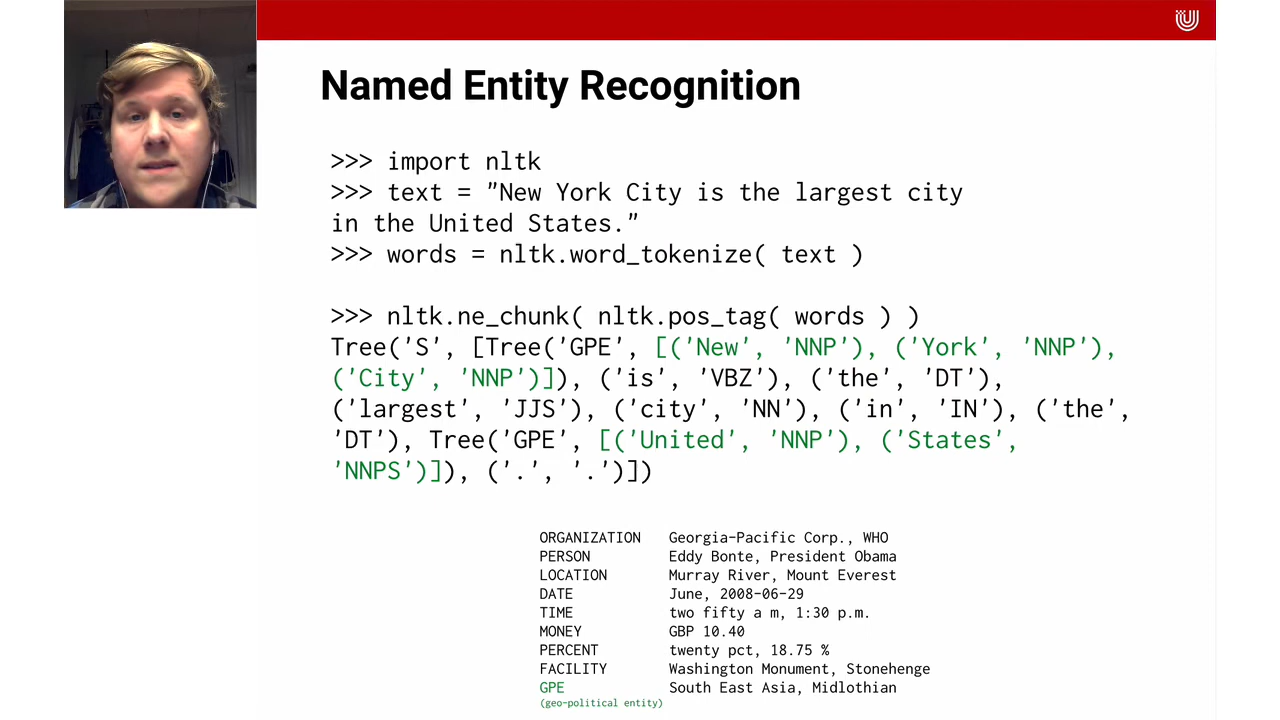 Named Entity Recognition
>>> import nltk
>>> text = "New York City is the largest city
in the United States."
>>> words = nltk.word_tokenize( text )
>>> nltk.ne_chunk( nltk.pos_tag( words ) )
Tree('S', [Tree('GPE', [('New', 'NNP'), ('York', 'NNP'),
('City', 'NNP')]), ('is', 'VBZ'), ('the', 'DT'),
('largest', 'JJS'), ('city', 'NN'), ('in', 'IN'), ('the',
'DT'), Tree('GPE', [('United', 'NNP'), ('States',
'NNPS')]), ('.', '.')])
ORGANIZATION Georgia-Pacific Corp., WHO
PERSON Eddy Bonte, President Obama
LOCATION Murray River, Mount Everest
DATE June, 2008-06-29
TIME two fifty a m, 1:30 p.m.
MONEY GBP 10.40
PERCENT twenty pct, 18.75 %
FACILITY Washington Monument, Stonehenge
GPE South East Asia, Midlothian
(geo-political entity)